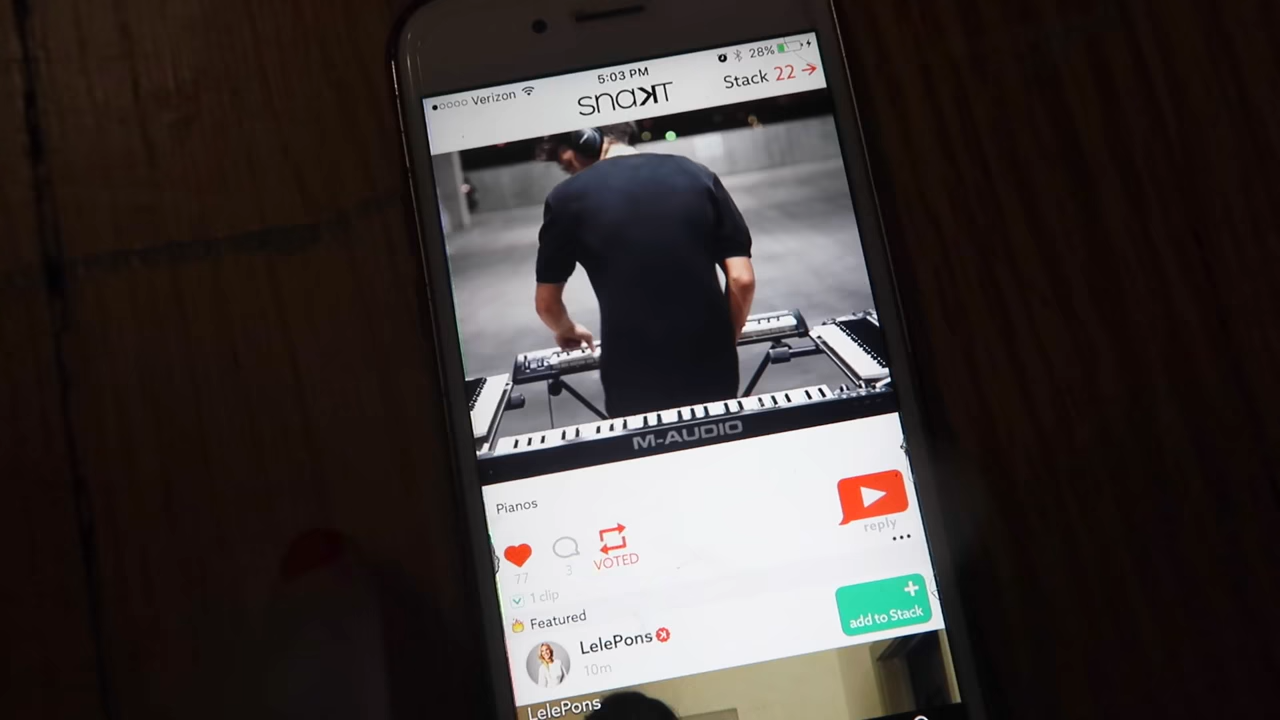 Verizon 5:03 PM 28%
snaKT
Stack 22 →
M-AUDIO
Pianos
reply
77 3 VOTED
1 clip
Featured
add to Stack
LelePons
10m
LelePons